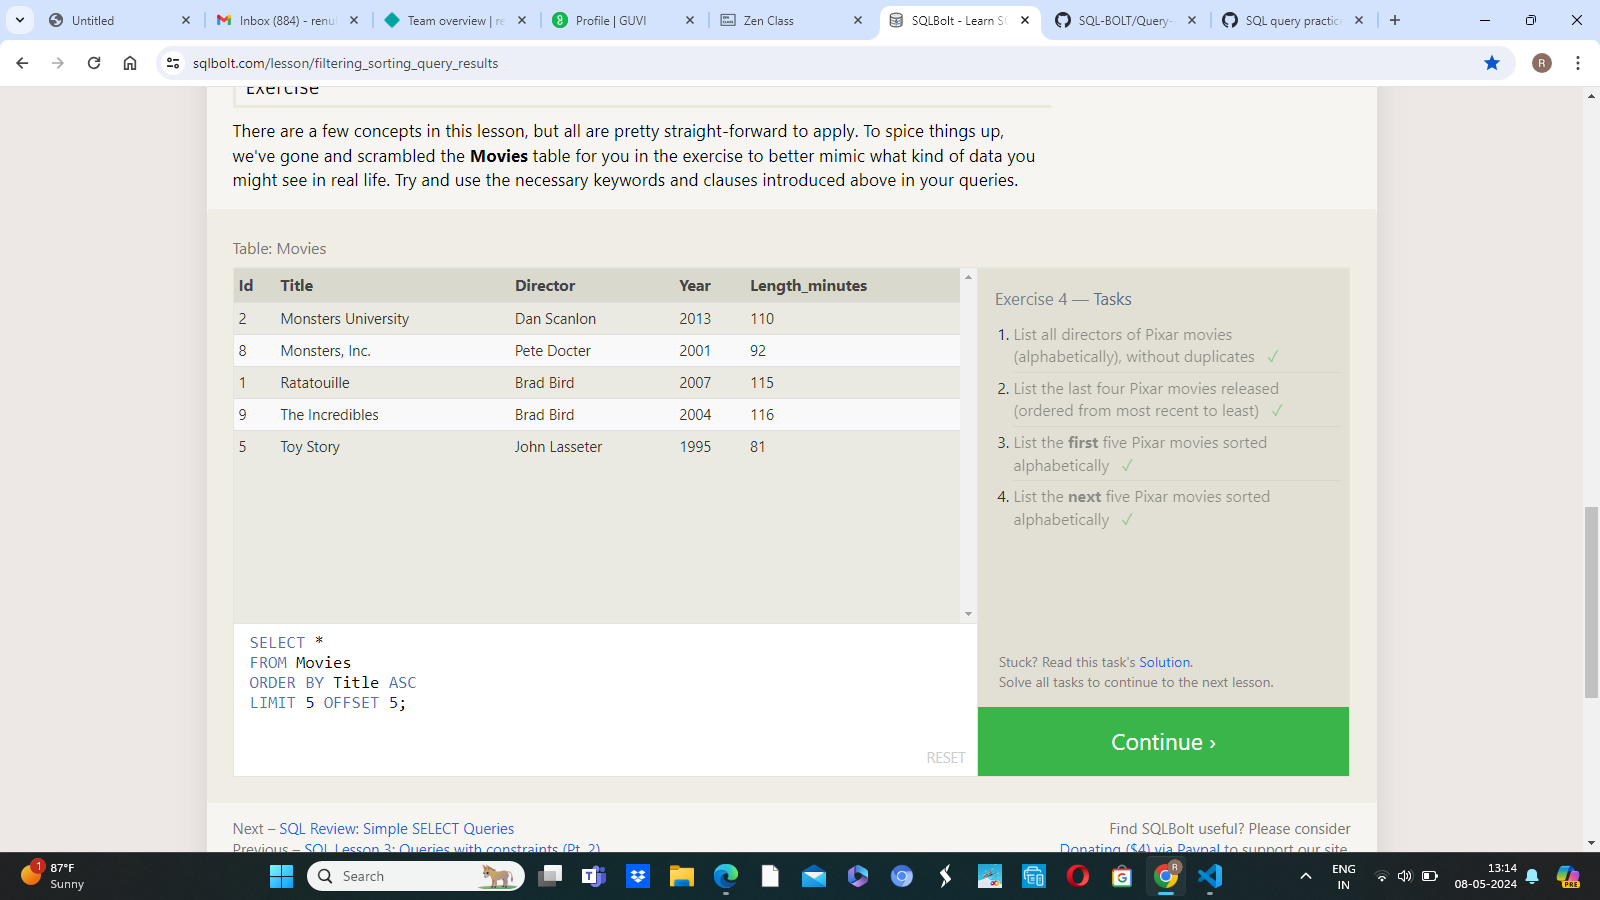 Untitled
Inbox (884) - renu
Team overview | re
Profile | GUVI
Zen Class
SQLBolt - Learn S
SQL-BOLT/Query-
SQL query practic
sqlbolt.com/lesson/filtering_sorting_query_results
R
Exercise
There are a few concepts in this lesson, but all are pretty straight-forward to apply. To spice things up,
we've gone and scrambled the Movies table for you in the exercise to better mimic what kind of data you
might see in real life. Try and use the necessary keywords and clauses introduced above in your queries.
Table: Movies
Id Title Director Year Length_minutes
2 Monsters University Dan Scanlon 2013 110
8 Monsters, Inc. Pete Docter 2001 92
1 Ratatouille Brad Bird 2007 115
9 The Incredibles Brad Bird 2004 116
5 Toy Story John Lasseter 1995 81
SELECT *
FROM Movies
ORDER BY Title ASC
LIMIT 5 OFFSET 5;
RESET
Exercise 4 — Tasks
1. List all directors of Pixar movies
(alphabetically), without duplicates ✓
2. List the last four Pixar movies released
(ordered from most recent to least) ✓
3. List the first five Pixar movies sorted
alphabetically ✓
4. List the next five Pixar movies sorted
alphabetically ✓
Stuck? Read this task's Solution.
Solve all tasks to continue to the next lesson.
Continue ›
Next – SQL Review: Simple SELECT Queries
Previous – SQL Lesson 3: Queries with constraints (Pt. 2)
Find SQLBolt useful? Please consider
Donating ($4) via Paypal to support our site.
1
87°F
Sunny
Search
R
ENG
IN
13:14
08-05-2024
PRE